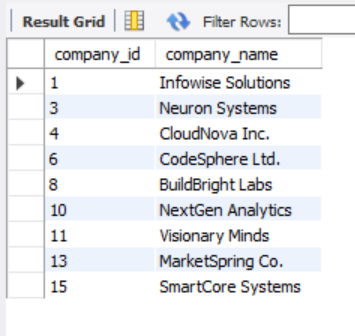 Result Grid Filter Rows:
company_id company_name
1 Infowise Solutions
3 Neuron Systems
4 CloudNova Inc.
6 CodeSphere Ltd.
8 BuildBright Labs
10 NextGen Analytics
11 Visionary Minds
13 MarketSpring Co.
15 SmartCore Systems